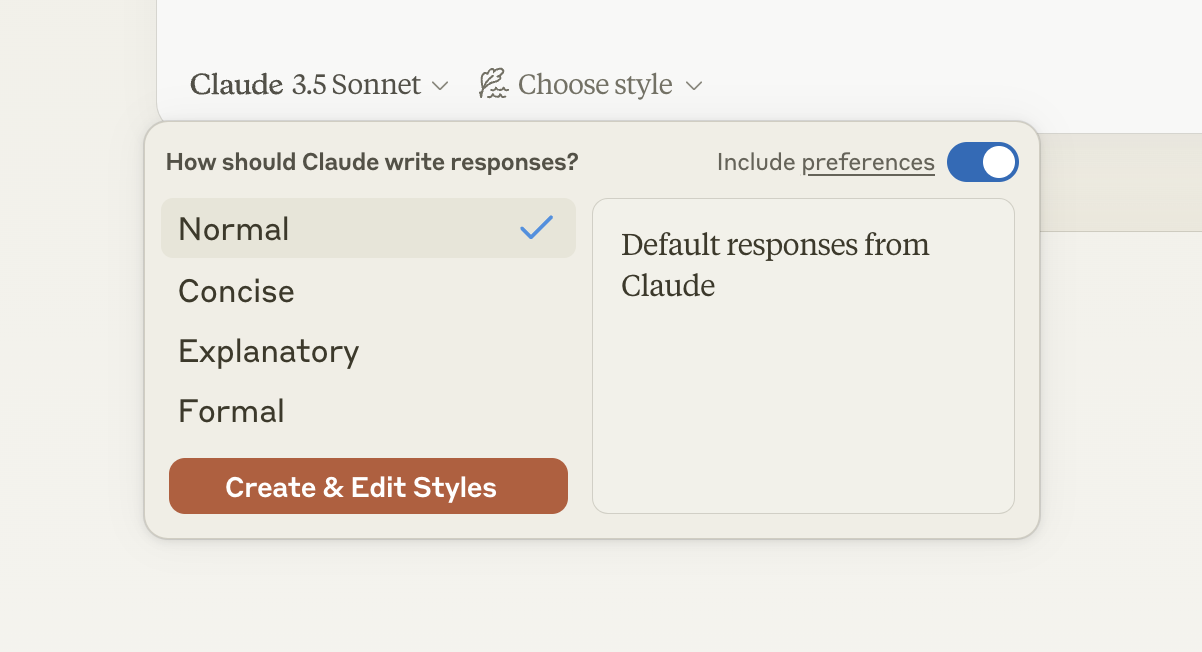 Claude 3.5 Sonnet Choose style
How should Claude write responses? Include preferences
Normal
Concise
Explanatory
Formal
Create & Edit Styles
Default responses from
Claude